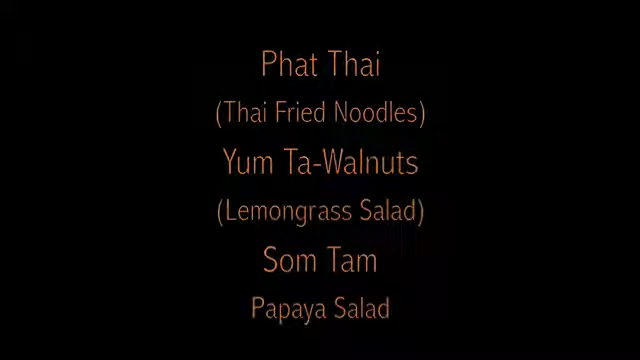 Phat Thai
(Thai Fried Noodles)
Yum Ta-Walnuts
(Lemongrass Salad)
Som Tam
Papaya Salad